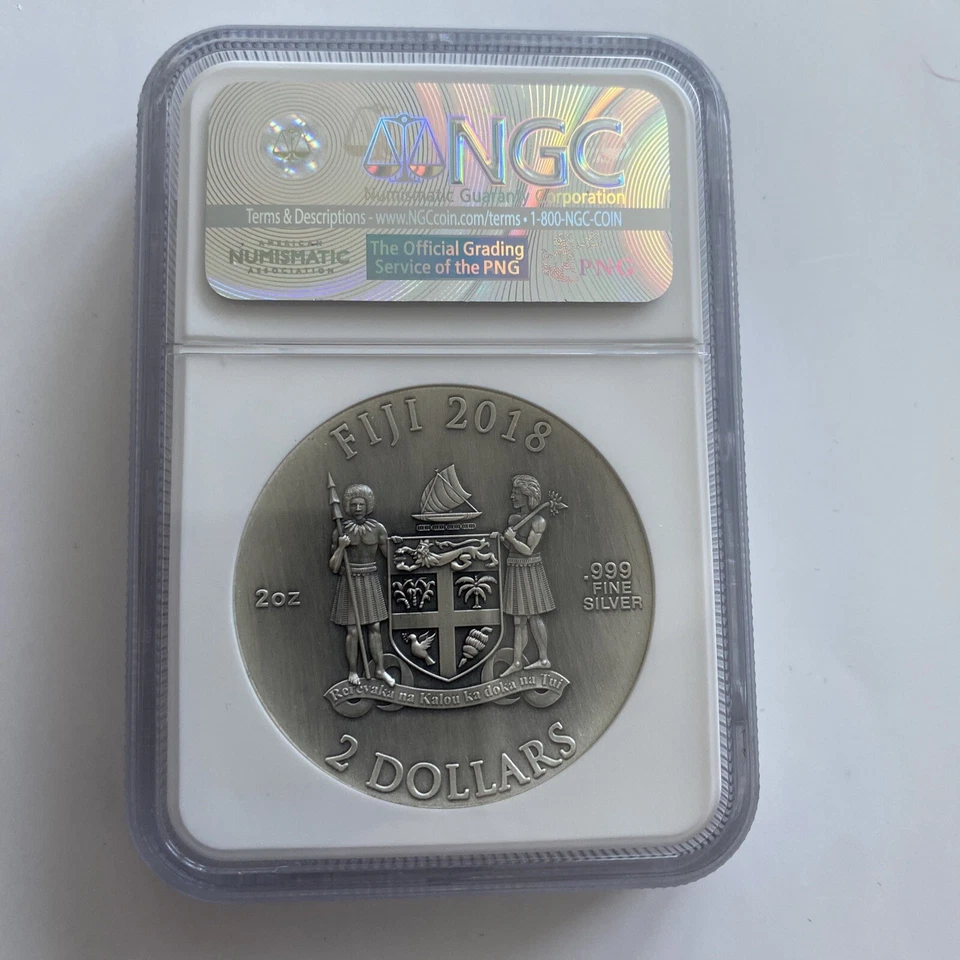 NGC
Numismatic Guaranty Corporation
Terms & Descriptions - www.NGCcoin.com/terms • 1-800-NGC-COIN
AMERICAN
NUMISMATIC
ASSOCIATION
The Official Grading
Service of the PNG
PNG
FIJI 2018
2oz
.999
FINE
SILVER
Rerevaka na Kalou ka doka na Tui
2 DOLLARS